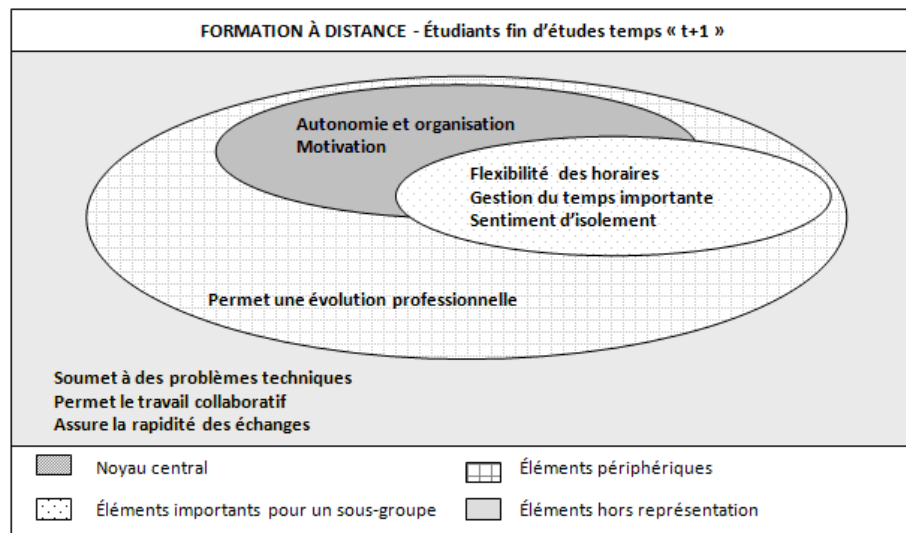 FORMATION À DISTANCE - Étudiants fin d’études temps « t+1 »
Autonomie et organisation
Motivation
Flexibilité des horaires
Gestion du temps importante
Sentiment d’isolement
Permet une évolution professionnelle
Soumet à des problèmes techniques
Permet le travail collaboratif
Assure la rapidité des échanges
Noyau central
Éléments périphériques
Éléments importants pour un sous-groupe
Éléments hors représentation